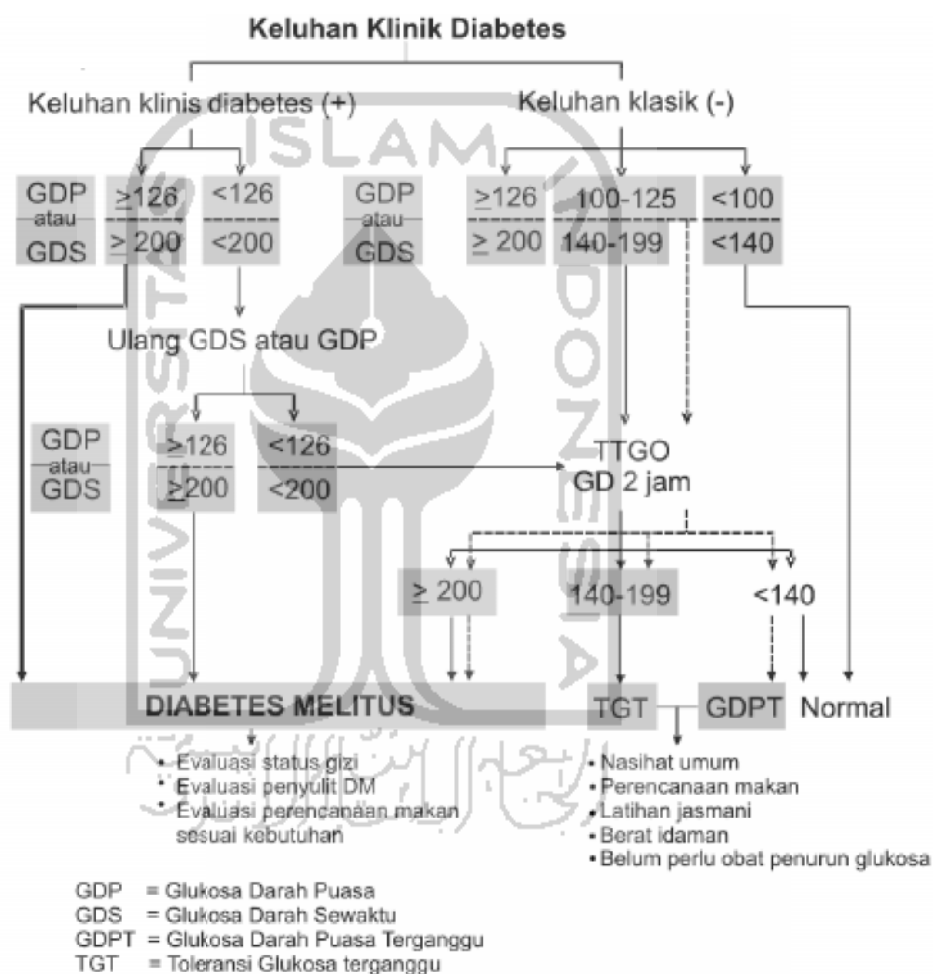 Keluhan Klinik Diabetes
Keluhan klinis diabetes (+)
Keluhan klasik (-)
GDP
atau
GDS
≥126
<126
≥ 200
<200
GDP
atau
GDS
≥126
100-125
<100
≥ 200
140-199
<140
Ulang GDS atau GDP
GDP
atau
GDS
≥126
<126
≥200
<200
TTGO
GD 2 jam
≥ 200
140-199
<140
DIABETES MELITUS
TGT
GDPT
Normal
• Evaluasi status gizi
• Evaluasi penyulit DM
• Evaluasi perencanaan makan
sesuai kebutuhan
• Nasihat umum
• Perencanaan makan
• Latihan jasmani
• Berat idaman
• Belum perlu obat penurun glukosa
GDP = Glukosa Darah Puasa
GDS = Glukosa Darah Sewaktu
GDPT = Glukosa Darah Puasa Terganggu
TGT = Toleransi Glukosa terganggu
UNIVERSITAS
ISLAM
INDONESIA